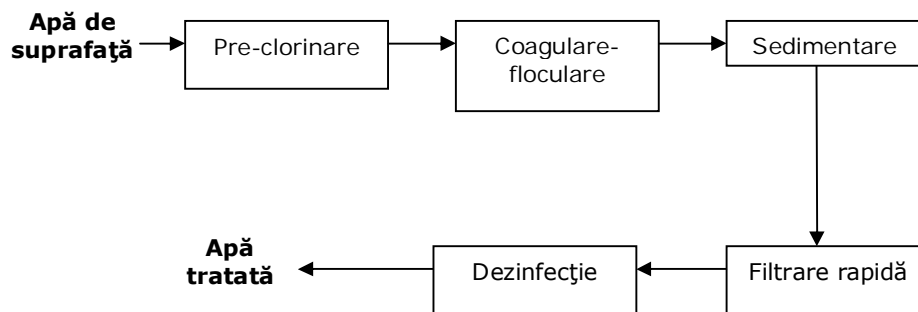 Apă de
suprafaţă
Pre-clorinare
Coagulare-
floculare
Sedimentare
Filtrare rapidă
Dezinfecţie
Apă
tratată